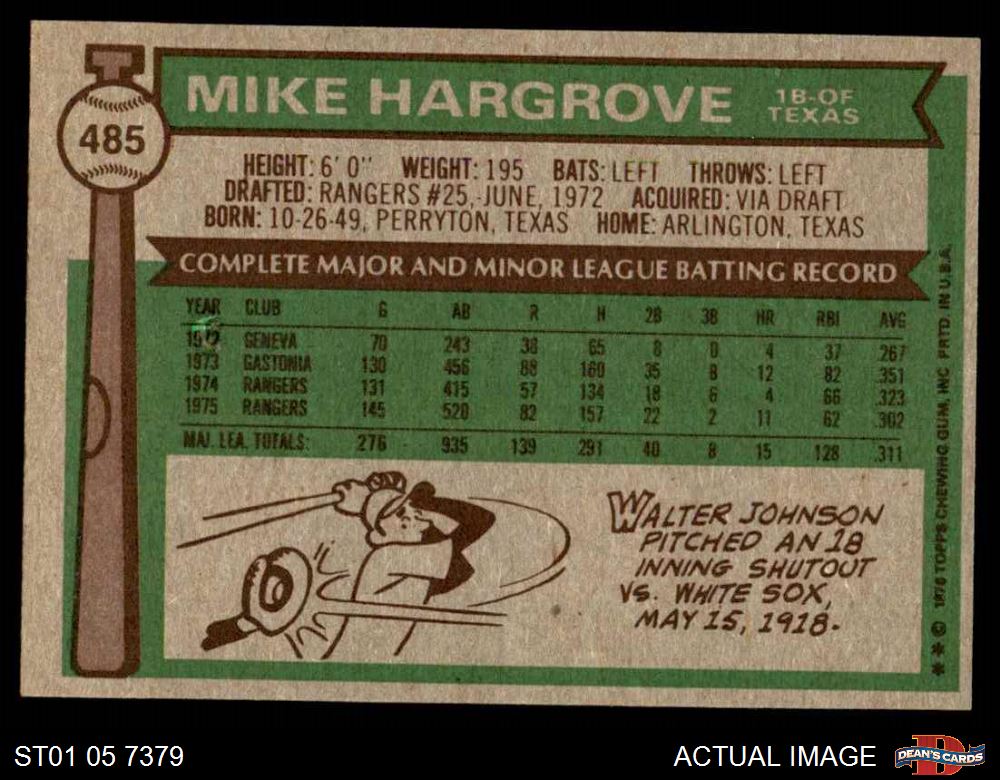 485
MIKE HARGROVE
1B-OF
TEXAS
HEIGHT: 6' 0" WEIGHT: 195 BATS: LEFT THROWS: LEFT
DRAFTED: RANGERS #25, JUNE, 1972 ACQUIRED: VIA DRAFT
BORN: 10-26-49, PERRYTON, TEXAS HOME: ARLINGTON, TEXAS
COMPLETE MAJOR AND MINOR LEAGUE BATTING RECORD
YEAR CLUB G AB R H 2B 3B HR RBI AVG
1972 GENEVA 70 243 38 65 8 0 4 37 .267
1973 GASTONIA 130 456 88 160 35 8 12 82 .351
1974 RANGERS 131 415 57 134 18 6 4 66 .323
1975 RANGERS 145 520 82 157 22 2 11 62 .302
MAJ. LEA. TOTALS: 276 935 139 291 40 8 15 128 .311
WALTER JOHNSON
PITCHED AN 18
INNING SHUTOUT
VS. WHITE SOX,
MAY 15, 1918.
** © 1976 TOPPS CHEWING GUM, INC PRTD. IN U.S.A.
ST01 05 7379
ACTUAL IMAGE
D
DEAN'S CARDS